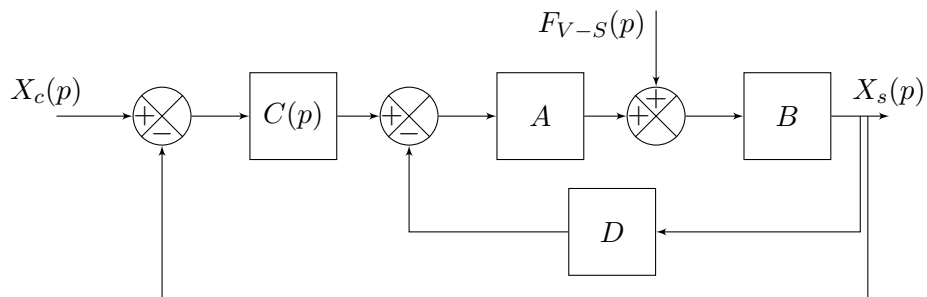 F_{V-S}(p)
X_c(p)
+
−
C(p)
+
−
A
+
+
B
X_s(p)
D